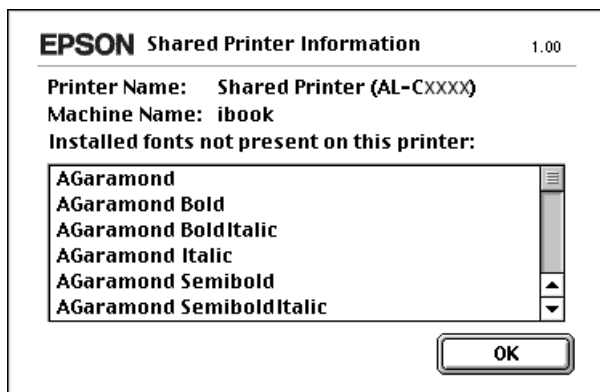 EPSON Shared Printer Information 1.00
Printer Name: Shared Printer (AL-CXXXX)
Machine Name: ibook
Installed fonts not present on this printer:
AGaramond
AGaramond Bold
AGaramond BoldItalic
AGaramond Italic
AGaramond Semibold
AGaramond SemiboldItalic
OK